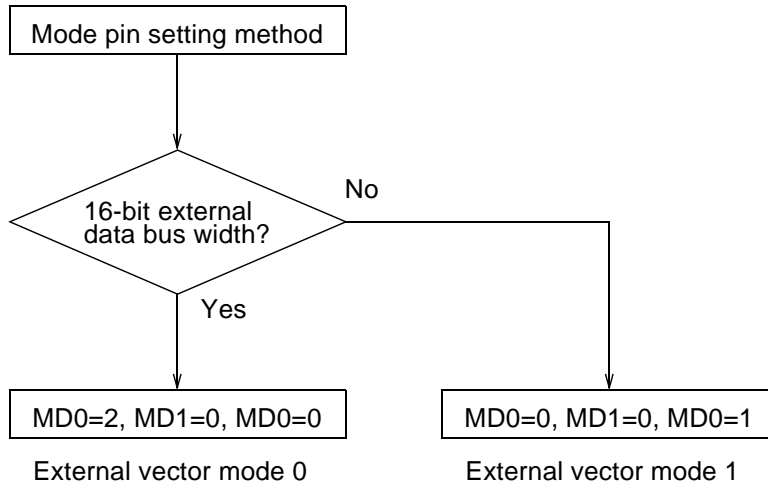 Mode pin setting method
No
16-bit external
data bus width?
Yes
MD0=2, MD1=0, MD0=0
MD0=0, MD1=0, MD0=1
External vector mode 0
External vector mode 1